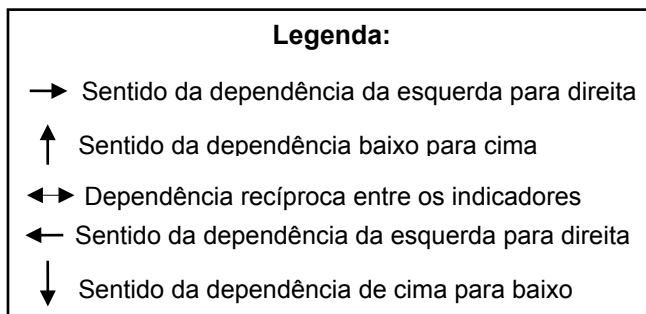 Legenda:
Sentido da dependência da esquerda para direita
Sentido da dependência baixo para cima
Dependência recíproca entre os indicadores
Sentido da dependência da esquerda para direita
Sentido da dependência de cima para baixo